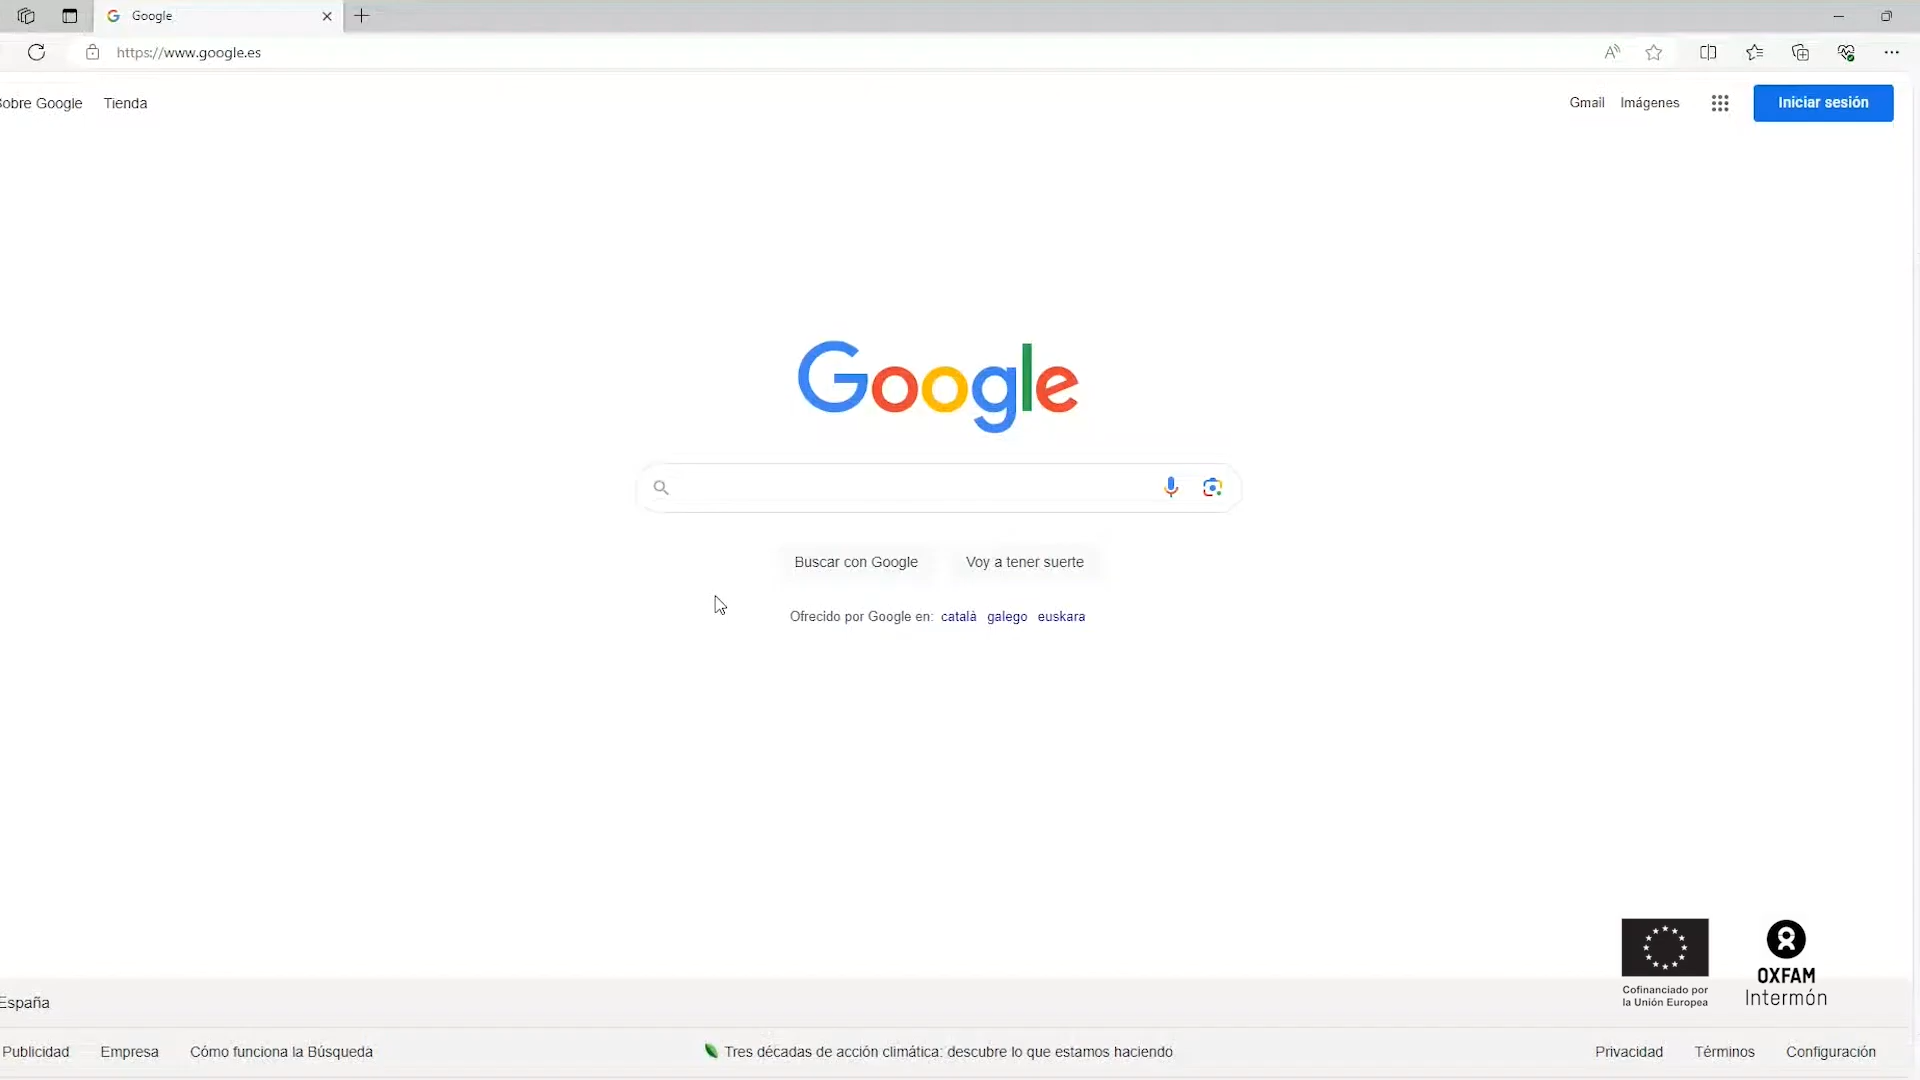 Google
https://www.google.es
Sobre Google Tienda
Gmail Imágenes Iniciar sesión
Google
Buscar con Google Voy a tener suerte
Ofrecido por Google en: català galego euskara
Cofinanciado por
la Unión Europea
OXFAM
Intermón
España
Publicidad Empresa Cómo funciona la Búsqueda
Tres décadas de acción climática: descubre lo que estamos haciendo
Privacidad Términos Configuración